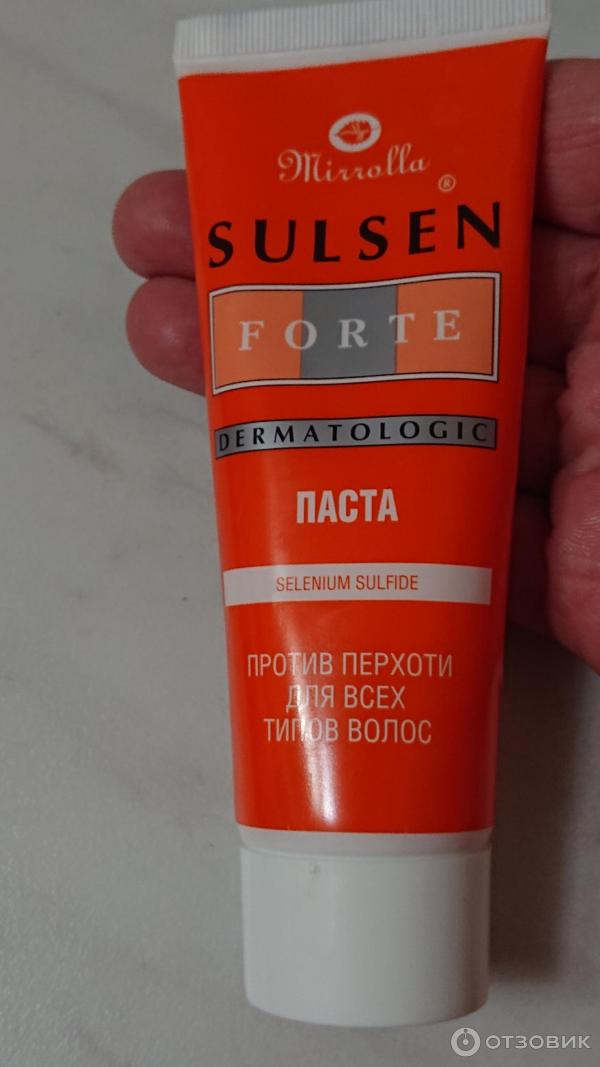 Mirrolla
®
SULSEN
FORTE
DERMATOLOGIC
ПАСТА
SELENIUM SULFIDE
ПРОТИВ ПЕРХОТИ
ДЛЯ ВСЕХ
ТИПОВ ВОЛОС
ОТЗОВИК